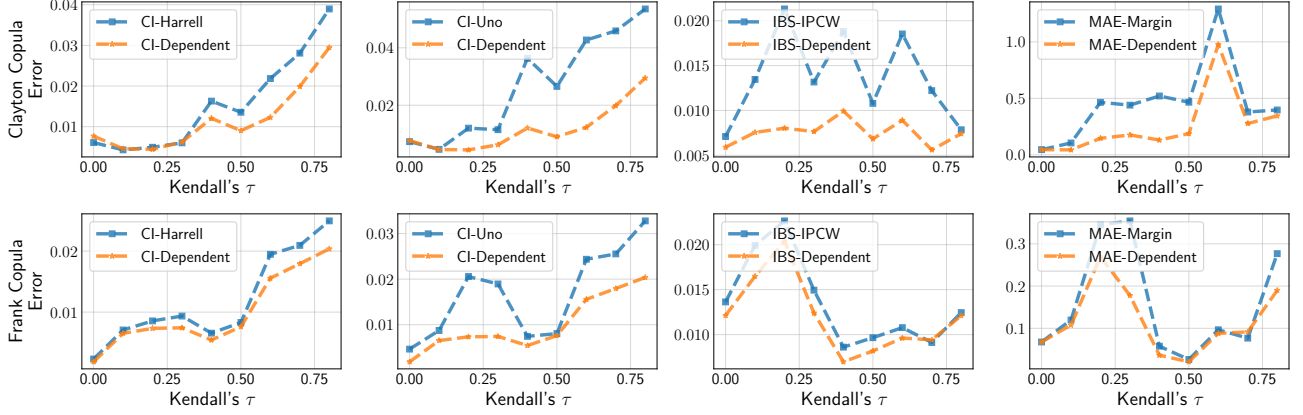 Clayton Copula
Error
0.04
0.03
0.02
0.01
CI-Harrell
CI-Dependent
0.00 0.25 0.50 0.75
Kendall's τ
0.04
0.02
CI-Uno
CI-Dependent
0.00 0.25 0.50 0.75
Kendall's τ
0.020
0.015
0.010
0.005
IBS-IPCW
IBS-Dependent
0.00 0.25 0.50 0.75
Kendall's τ
1.0
0.5
0.0
MAE-Margin
MAE-Dependent
0.00 0.25 0.50 0.75
Kendall's τ
Frank Copula
Error
0.02
0.01
CI-Harrell
CI-Dependent
0.00 0.25 0.50 0.75
Kendall's τ
0.03
0.02
0.01
CI-Uno
CI-Dependent
0.00 0.25 0.50 0.75
Kendall's τ
0.020
0.015
0.010
IBS-IPCW
IBS-Dependent
0.00 0.25 0.50 0.75
Kendall's τ
0.3
0.2
0.1
MAE-Margin
MAE-Dependent
0.00 0.25 0.50 0.75
Kendall's τ